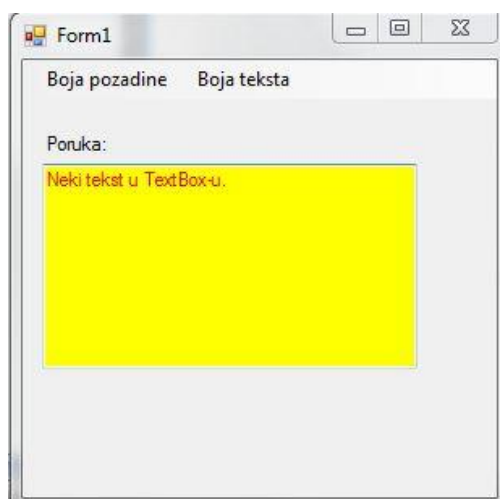 Form1
Boja pozadine Boja teksta
Poruka:
Neki tekst u TextBox-u.